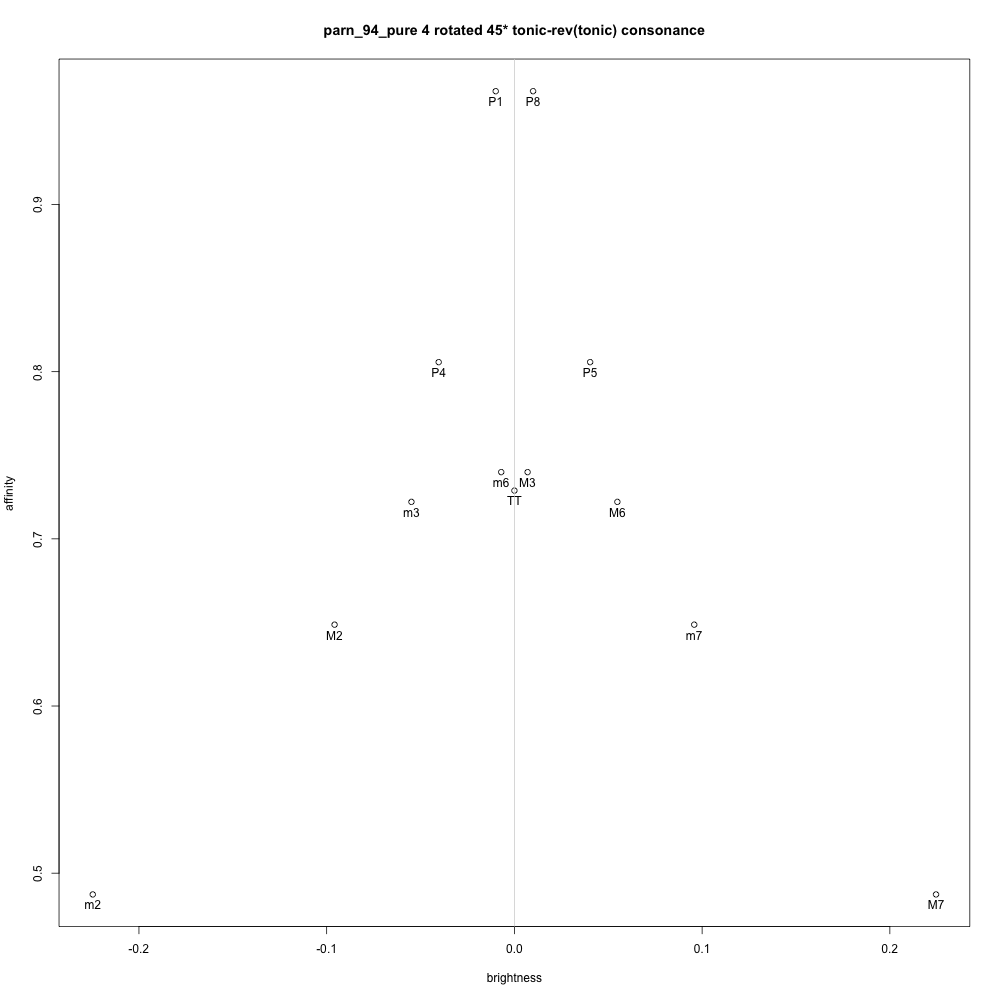 parn_94_pure 4 rotated 45* tonic-rev(tonic) consonance
P1 P8
0.9
0.8
P4 P5
m6 M3
TT
m3 M6
affinity
0.7
M2 m7
0.6
0.5
m2 M7
-0.2 -0.1 0.0 0.1 0.2
brightness